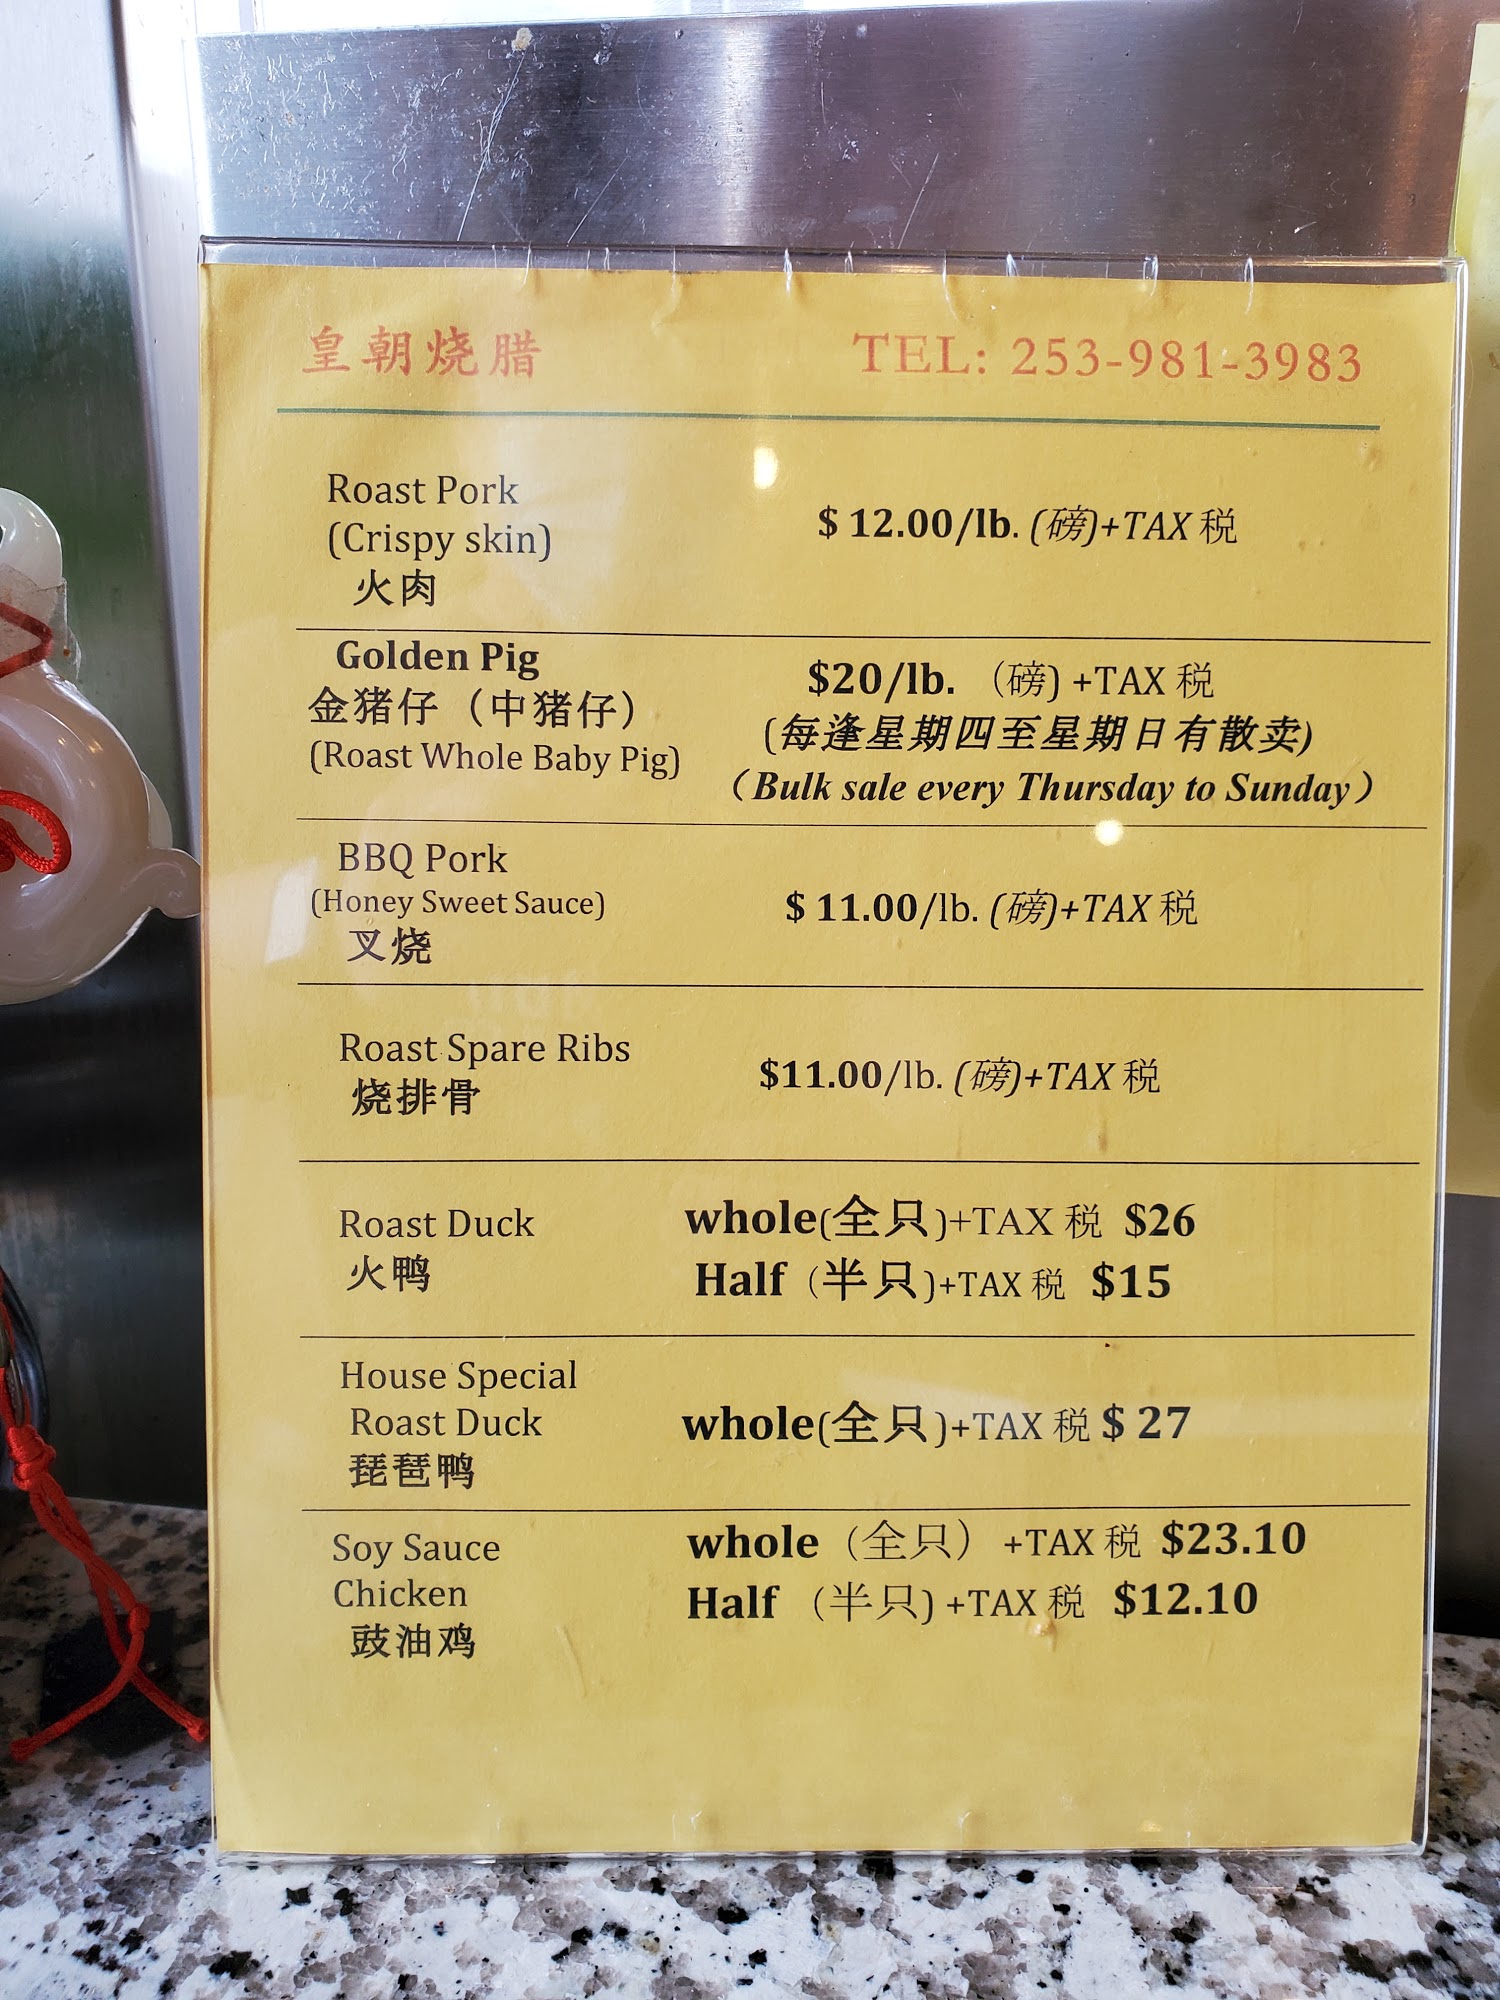 皇朝烧腊 TEL: 253-981-3983
Roast Pork
(Crispy skin)
火肉
$ 12.00/lb. (磅)+TAX 税
Golden Pig
金猪仔（中猪仔）
(Roast Whole Baby Pig)
$20/lb. （磅) +TAX 税
(每逢星期四至星期日有散卖)
（Bulk sale every Thursday to Sunday）
BBQ Pork
(Honey Sweet Sauce)
叉烧
$ 11.00/lb. (磅)+TAX 税
Roast Spare Ribs
烧排骨
$11.00/lb. (磅)+TAX 税
Roast Duck
火鸭
whole(全只)+TAX 税 $26
Half（半只)+TAX 税 $15
House Special
Roast Duck
琵琶鸭
whole(全只)+TAX 税 $ 27
Soy Sauce
Chicken
豉油鸡
whole（全只）+TAX 税 $23.10
Half （半只) +TAX 税 $12.10